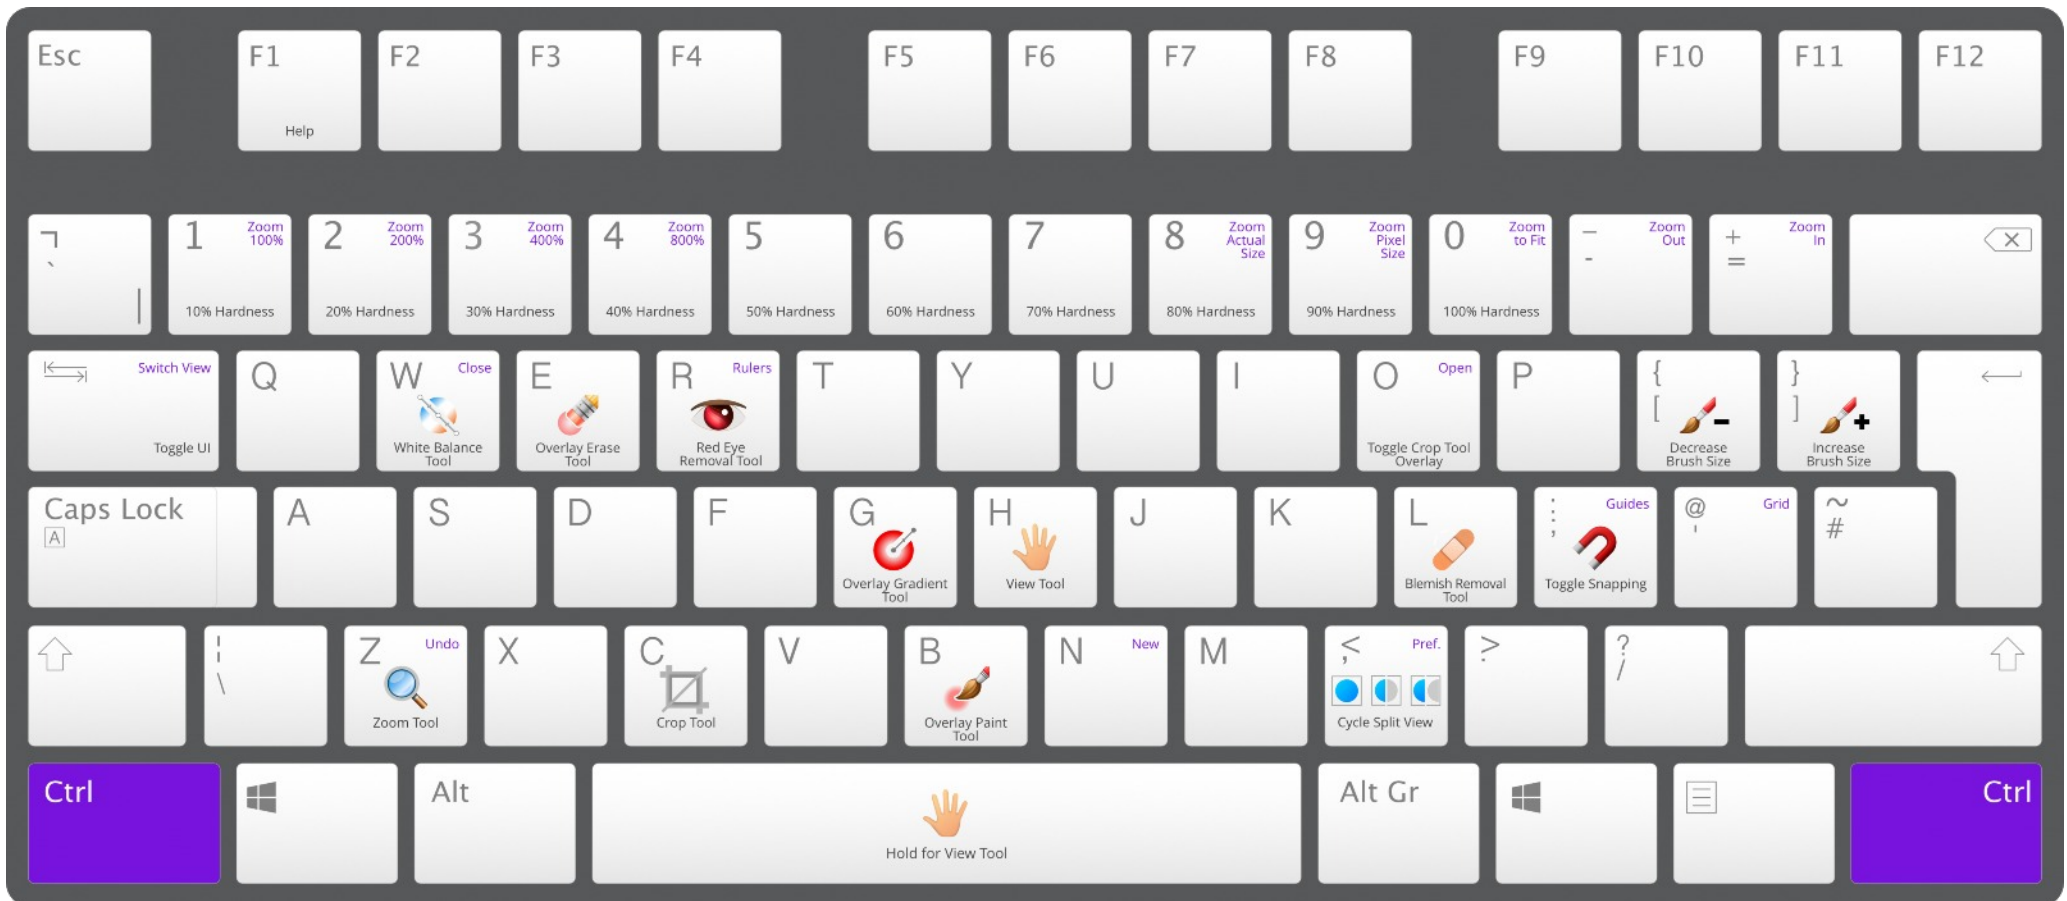 Esc
F1
Help
F2
F3
F4
F5
F6
F7
F8
F9
F10
F11
F12
¬
`
|
1
Zoom
100%
10% Hardness
2
Zoom
200%
20% Hardness
3
Zoom
400%
30% Hardness
4
Zoom
800%
40% Hardness
5
50% Hardness
6
60% Hardness
7
70% Hardness
8
Zoom
Actual
Size
80% Hardness
9
Zoom
Pixel
Size
90% Hardness
0
Zoom
to Fit
100% Hardness
_
-
Zoom
Out
+
=
Zoom
In
Switch View
Toggle UI
Q
W
Close
White Balance
Tool
E
Overlay Erase
Tool
R
Rulers
Red Eye
Removal Tool
T
Y
U
I
O
Open
Toggle Crop Tool
Overlay
P
{
[
Decrease
Brush Size
}
]
Increase
Brush Size
Caps Lock
A
A
S
D
F
G
Overlay Gradient
Tool
H
View Tool
J
K
L
Blemish Removal
Tool
:
;
Guides
Toggle Snapping
@
'
Grid
~
#
¦
\
Z
Undo
Zoom Tool
X
C
Crop Tool
V
B
Overlay Paint
Tool
N
New
M
<
,
Pref.
Cycle Split View
>
.
?
/
Ctrl
Alt
Hold for View Tool
Alt Gr
Ctrl